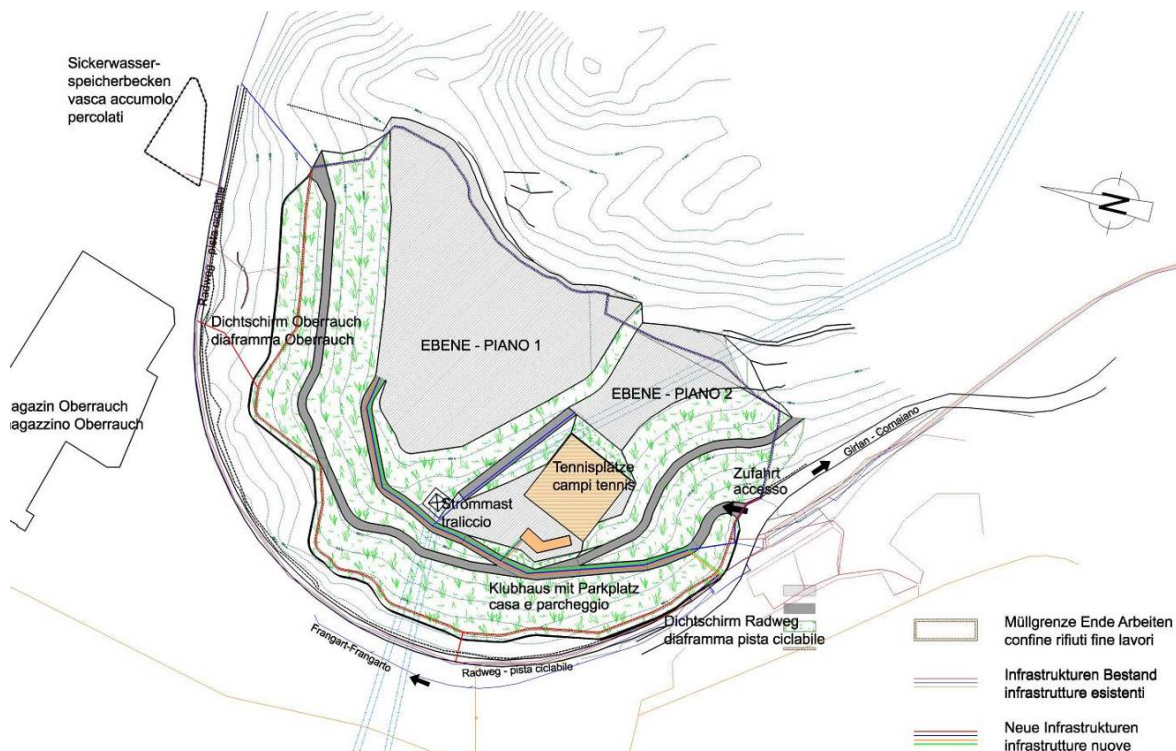 Sickerwasser-
speicherbecken
vasca accumolo
percolati
Radweg - pista ciclabile
N
Dichtschirm Oberrauch
diaframma Oberrauch
EBENE - PIANO 1
EBENE - PIANO 2
agazin Oberrauch
nagazzino Oberrauch
Girlan - Cornaiano
Tennisplätze
campi tennis
Zufahrt
accesso
Strommast
traliccio
Klubhaus mit Parkplatz
casa e parcheggio
Dichtschirm Radweg
diaframma pista ciclabile
Frangart-Frangarto
Radweg - pista ciclabile
Müllgrenze Ende Arbeiten
confine rifiuti fine lavori
Infrastrukturen Bestand
infrastrutture esistenti
Neue Infrastrukturen
infrastrutture nuove